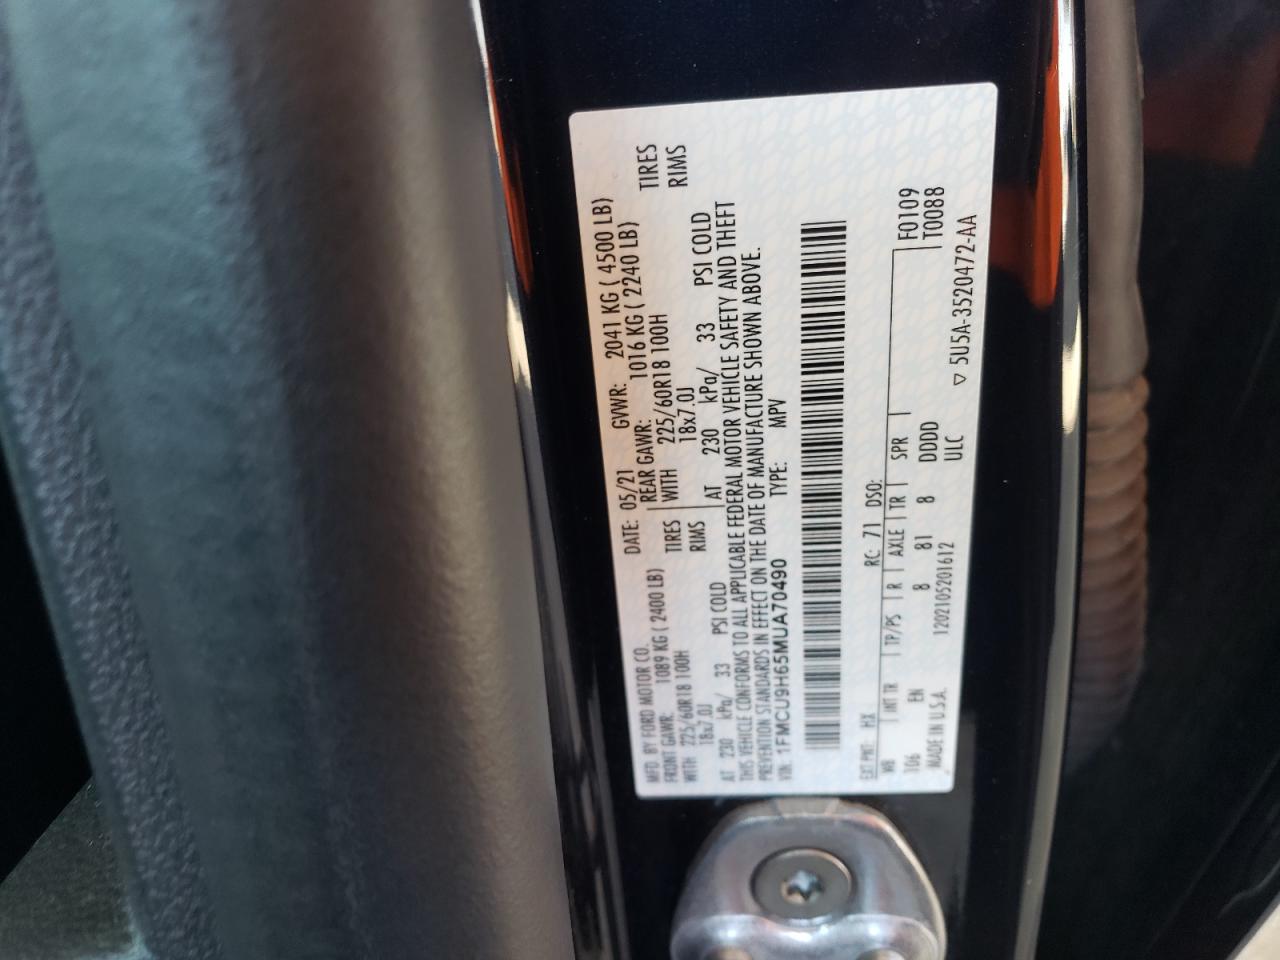 MFD. BY FORD MOTOR CO. DATE: 05/21 GVWR: 2041 KG ( 4500 LB)
FRONT GAWR: 1089 KG ( 2400 LB) REAR GAWR: 1016 KG ( 2240 LB)
WITH 225/60R18 100H TIRES WITH 225/60R18 100H TIRES
18x7.0J RIMS 18x7.0J RIMS
AT 230 kPa/ 33 PSI COLD AT 230 kPa/ 33 PSI COLD
THIS VEHICLE CONFORMS TO ALL APPLICABLE FEDERAL MOTOR VEHICLE SAFETY AND THEFT
PREVENTION STANDARDS IN EFFECT ON THE DATE OF MANUFACTURE SHOWN ABOVE.
VIN: 1FMCU9H65MUA70490 TYPE: MPV
EXT PNT: HX RC: 71 DSO:
WB INT TR TP/PS R AXLE TR SPR F0109
106 EN 8 81 8 DDDD T0088
MADE IN U.S.A. 1202105201612 ULC ▽ 5U5A-3520472-AA